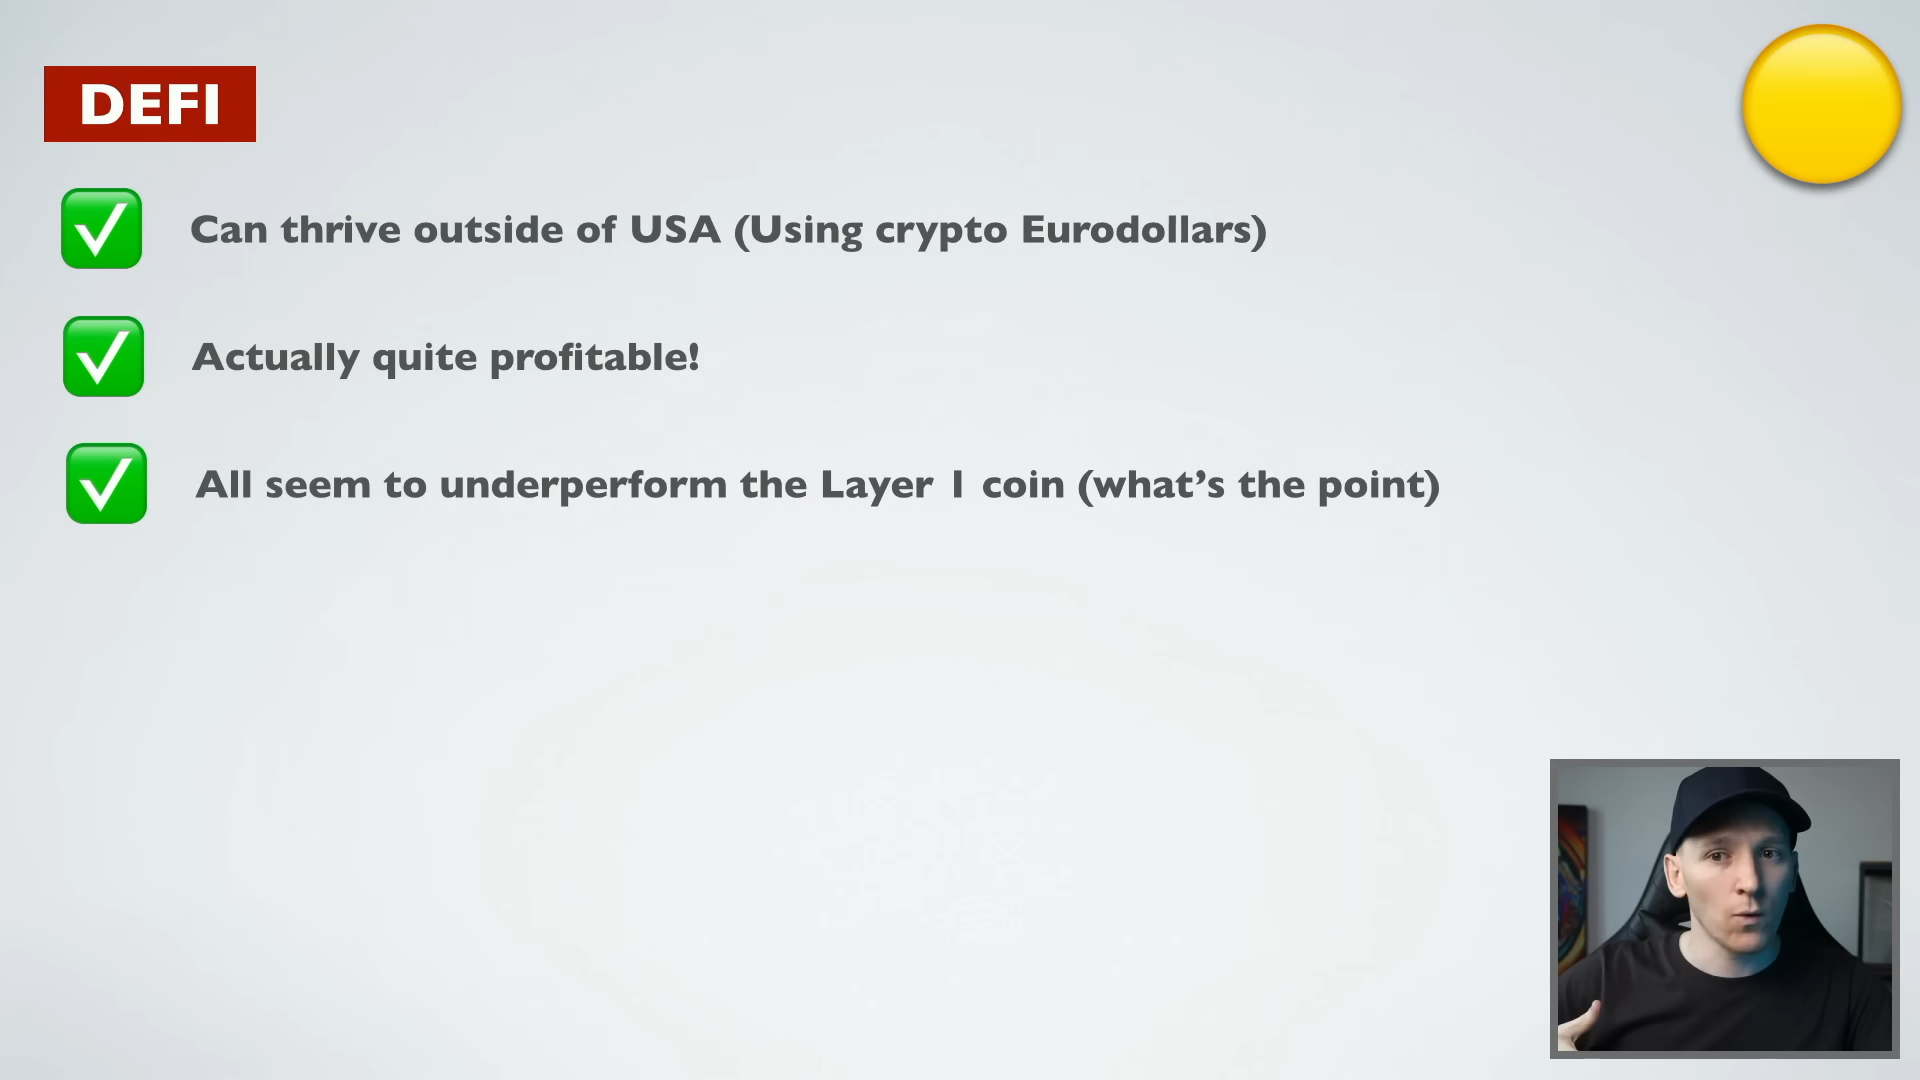 DEFI
Can thrive outside of USA (Using crypto Eurodollars)
Actually quite profitable!
All seem to underperform the Layer 1 coin (what’s the point)